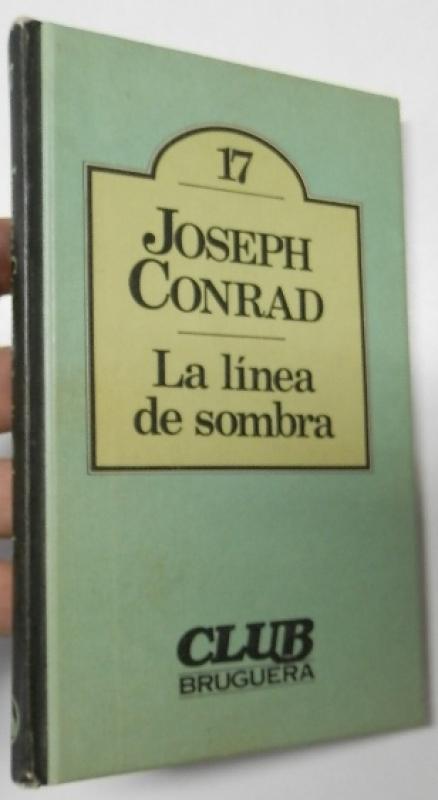 17
JOSEPH
CONRAD
La línea
de sombra
CLUB
BRUGUERA